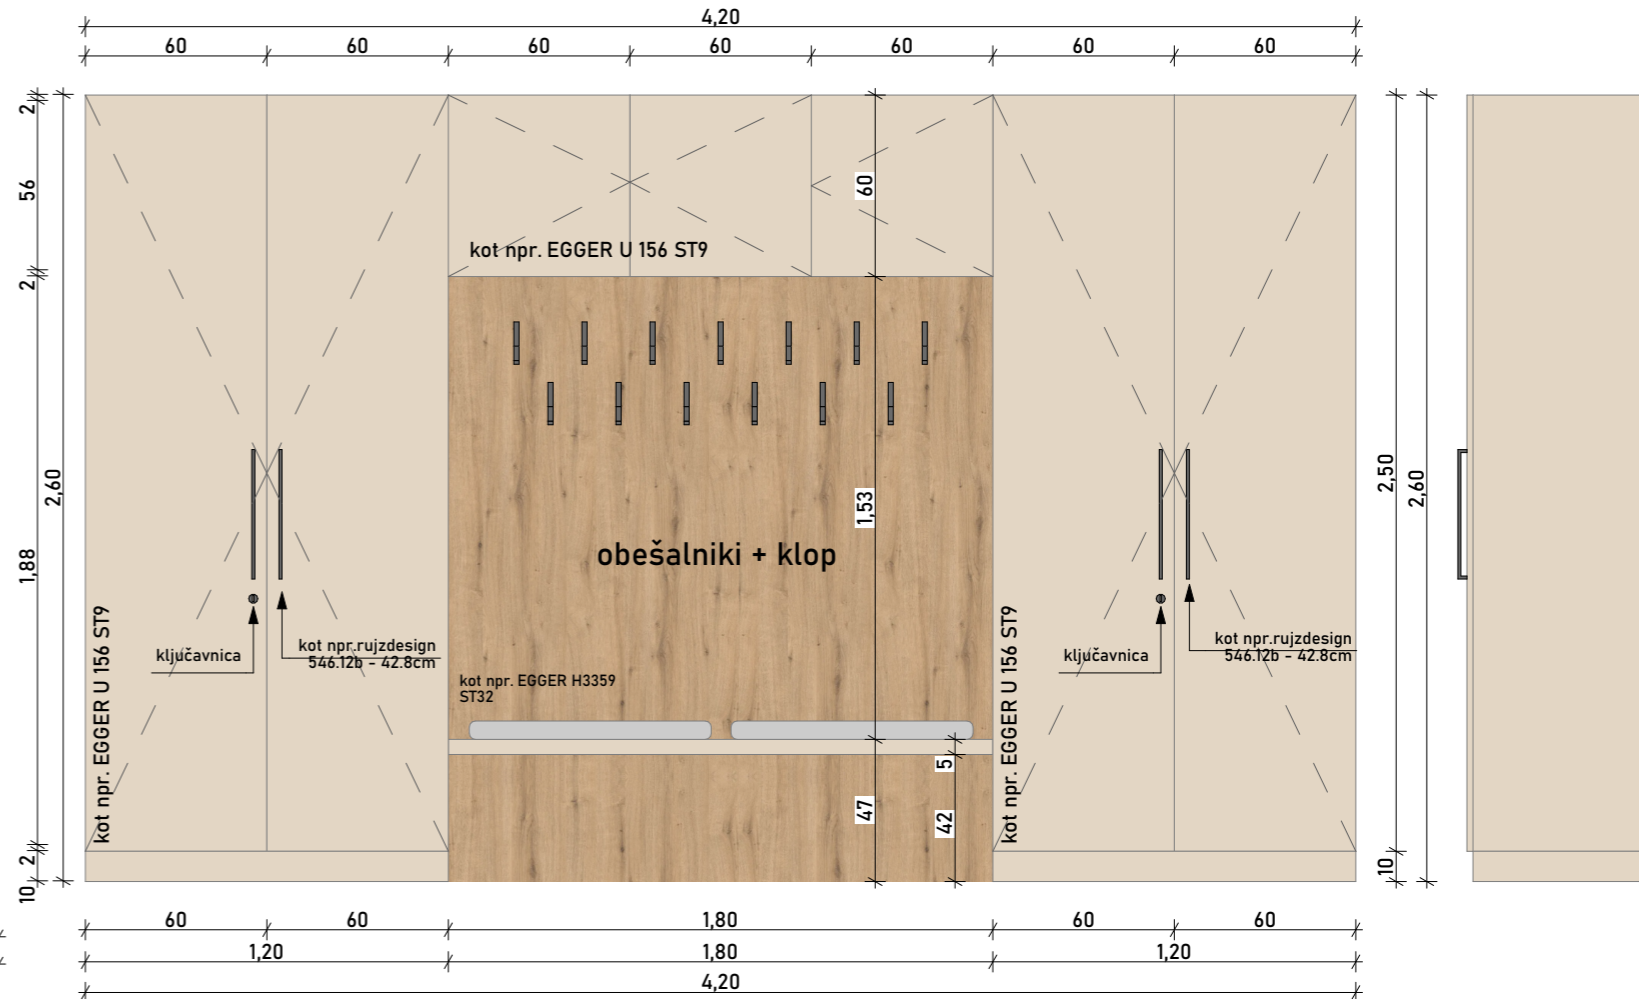 4,20
60 60 60 60 60 60 60
2
56
2
1,88
2
10
2,60
60
1,53
47
5
42
2,50
10
2,60
kot npr. EGGER U 156 ST9
obešalniki + klop
kot npr. EGGER U 156 ST9
ključavnica
kot npr.rujzdesign
546.12b - 42.8cm
kot npr. EGGER H3359
ST32
kot npr. EGGER U 156 ST9
ključavnica
kot npr.rujzdesign
546.12b - 42.8cm
60 60 1,80 60 60
1,20 1,80 1,20
4,20